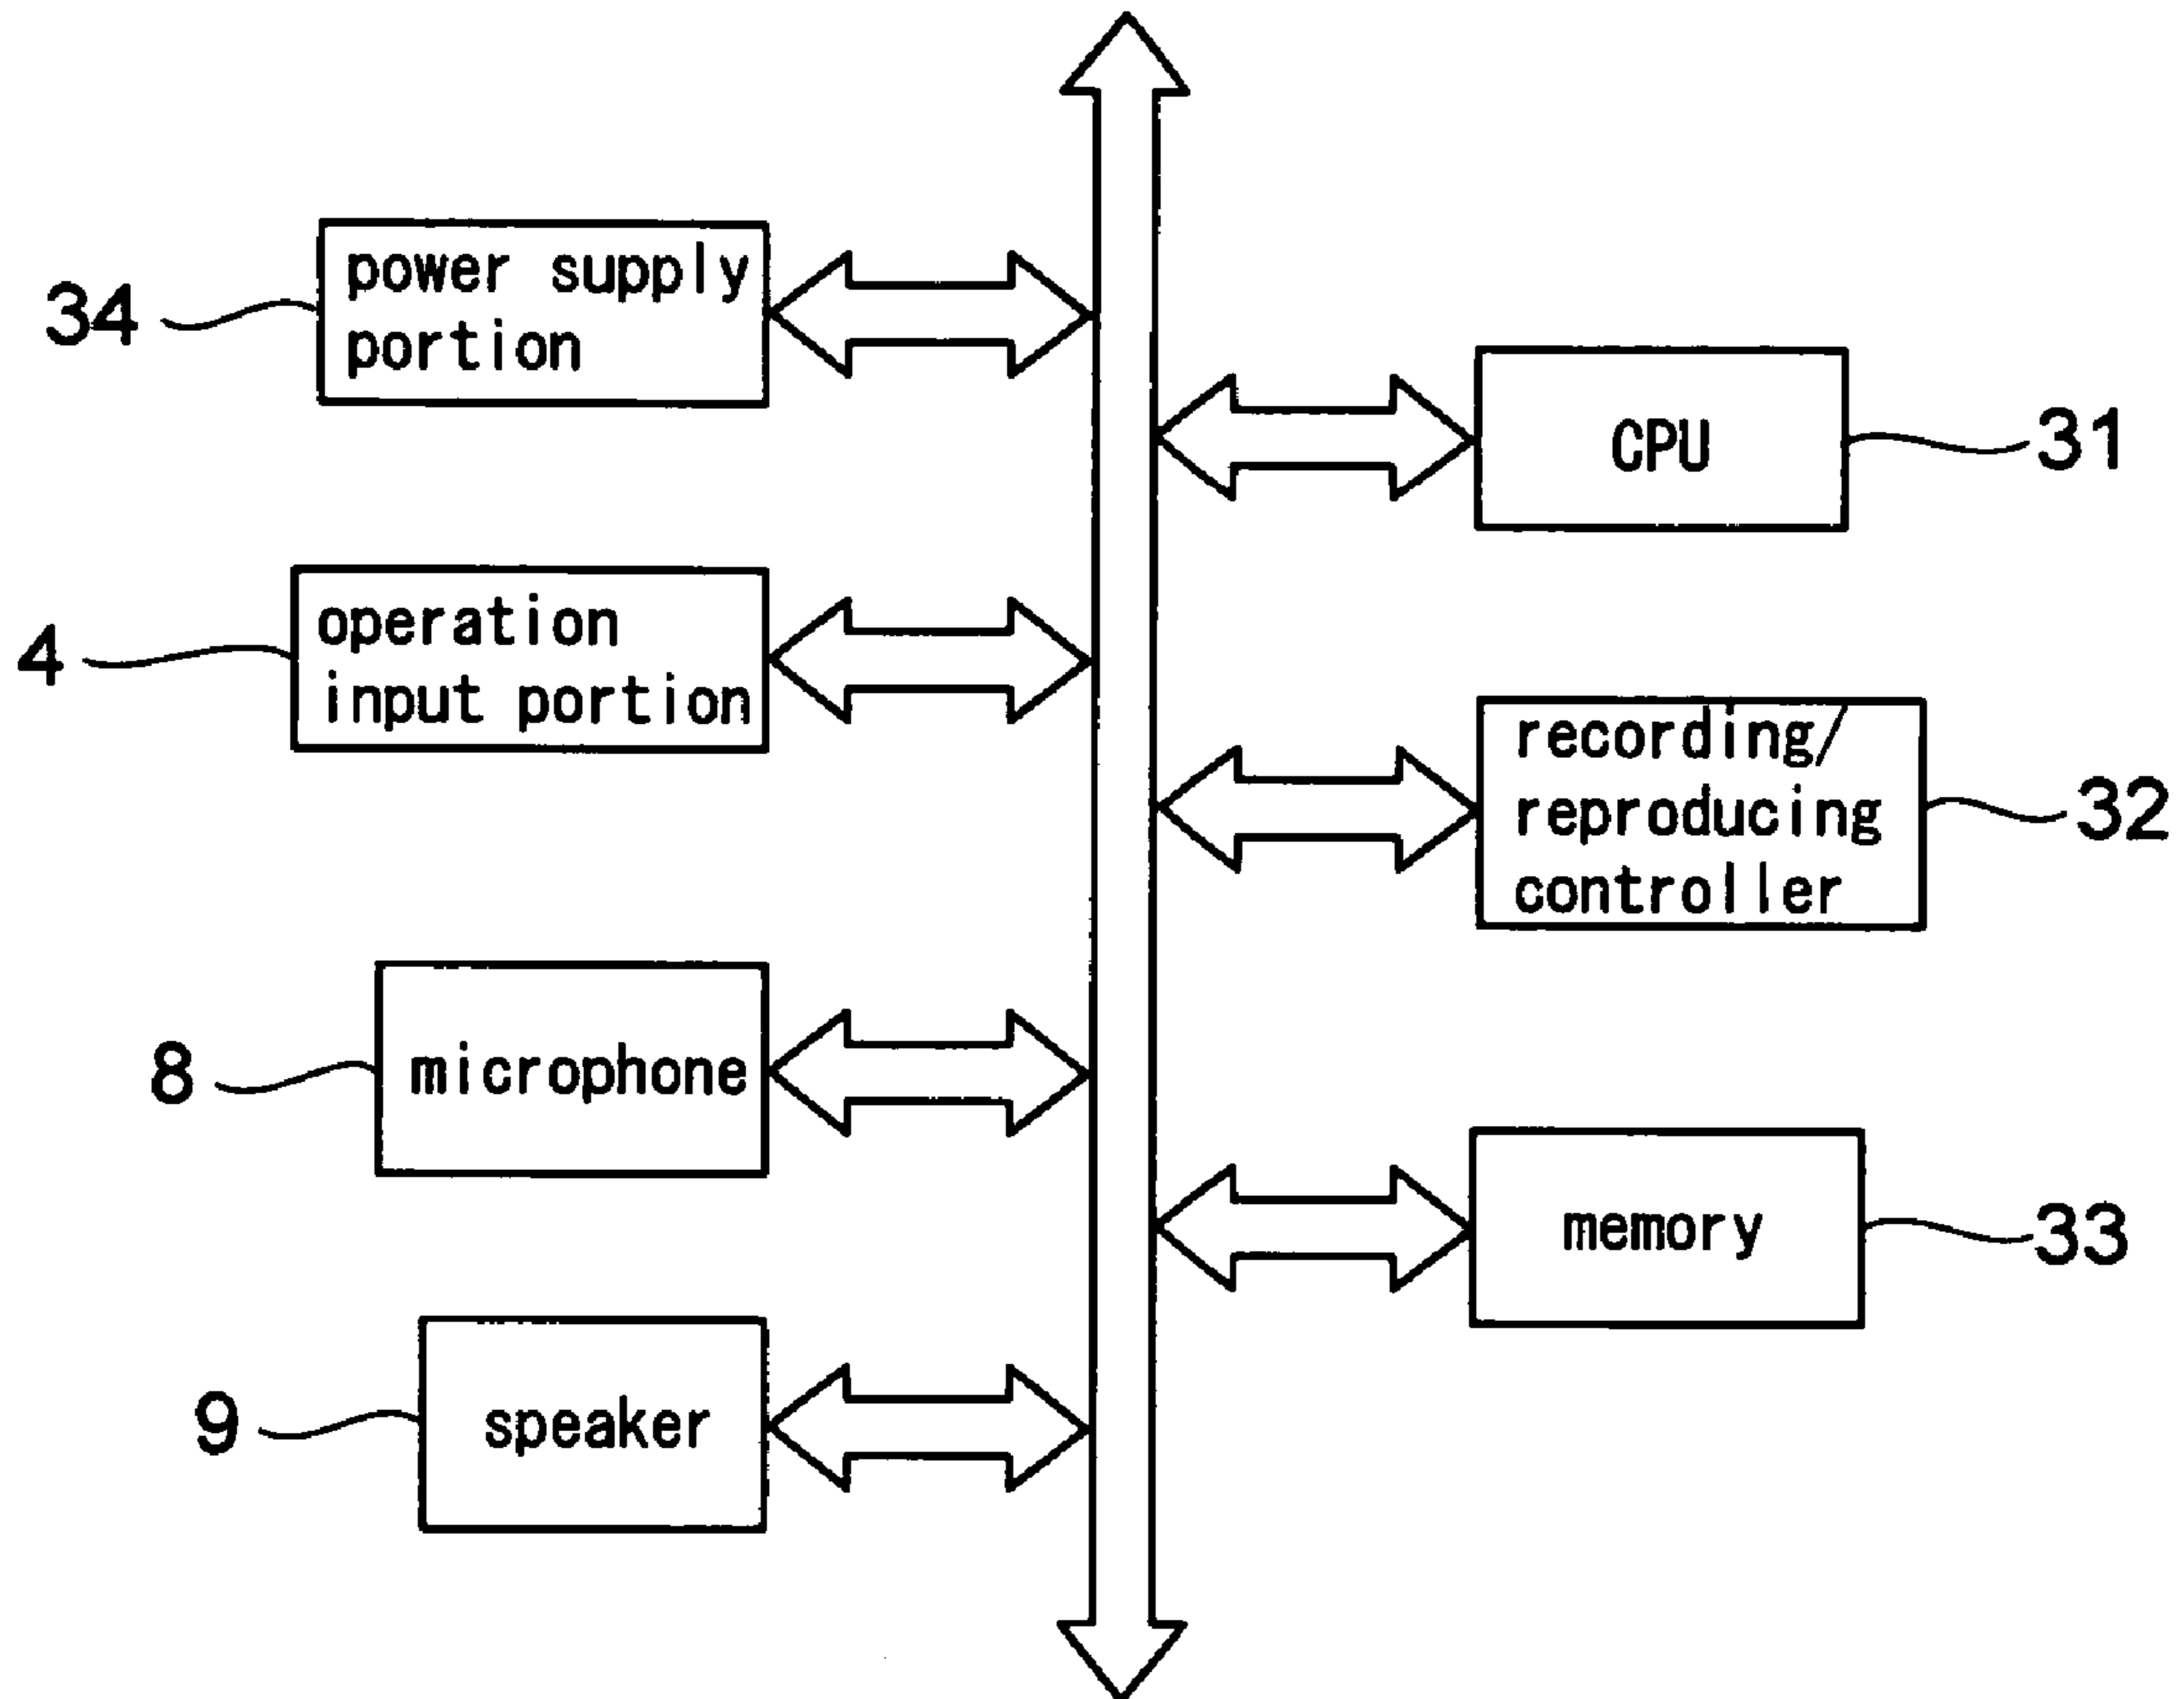 34
power supply
portion
CPU
31
4
operation
input portion
recording/
reproducing
controller
32
8
microphone
memory
33
9
speaker